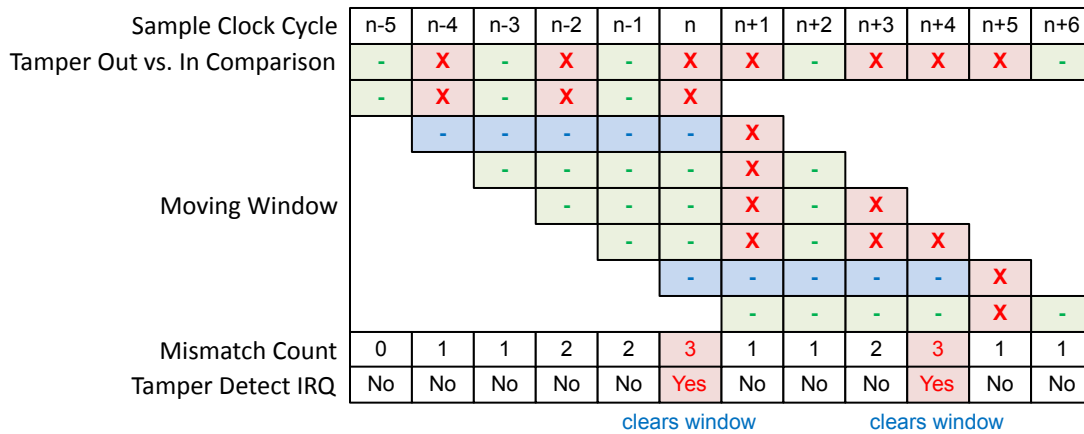 Sample Clock Cycle n-5 n-4 n-3 n-2 n-1 n n+1 n+2 n+3 n+4 n+5 n+6
Tamper Out vs. In Comparison - X - X - X X - X X X -
- X - X - X
- - - - - X
- - - - X -
Moving Window - - - X - X
- - X - X X
- - - - - X
- - - - X -
Mismatch Count 0 1 1 2 2 3 1 1 2 3 1 1
Tamper Detect IRQ No No No No No Yes No No No Yes No No
clears window clears window